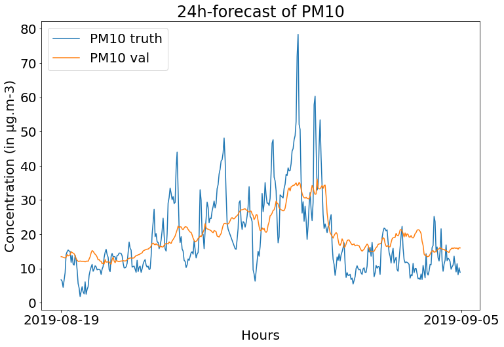 24h-forecast of PM10
PM10 truth
PM10 val
Concentration (in µg.m-3)
80
70
60
50
40
30
20
10
0
2019-08-19
2019-09-05
Hours